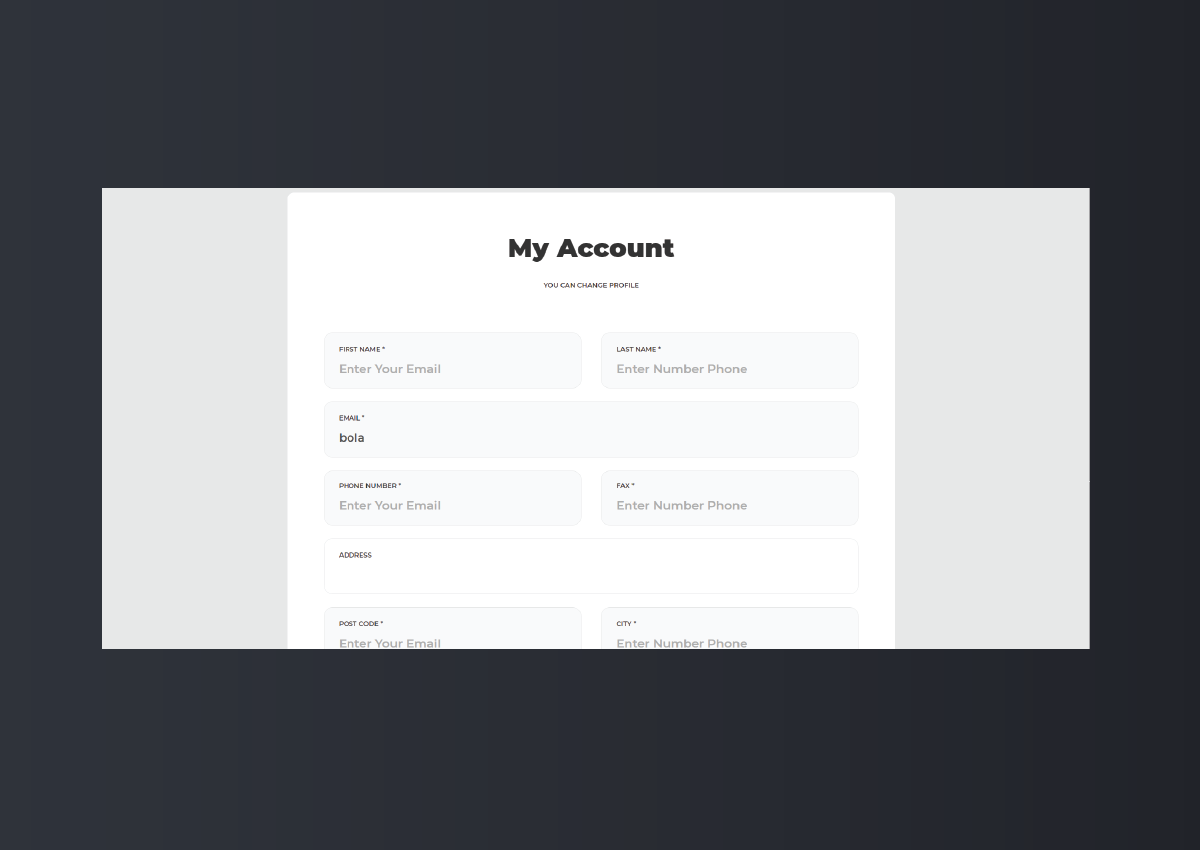 My Account
YOU CAN CHANGE PROFILE
FIRST NAME *
LAST NAME *
Enter Your Email
Enter Number Phone
EMAIL *
bola
PHONE NUMBER *
FAX *
Enter Your Email
Enter Number Phone
ADDRESS
POST CODE *
CITY *
Enter Your Email
Enter Number Phone